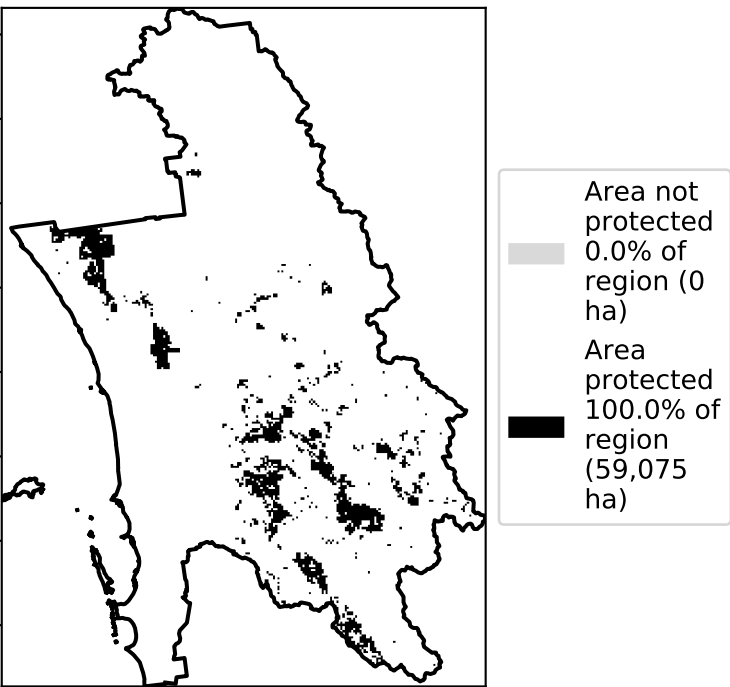 Area not
protected
0.0% of
region (0
ha)
Area
protected
100.0% of
region
(59,075
ha)